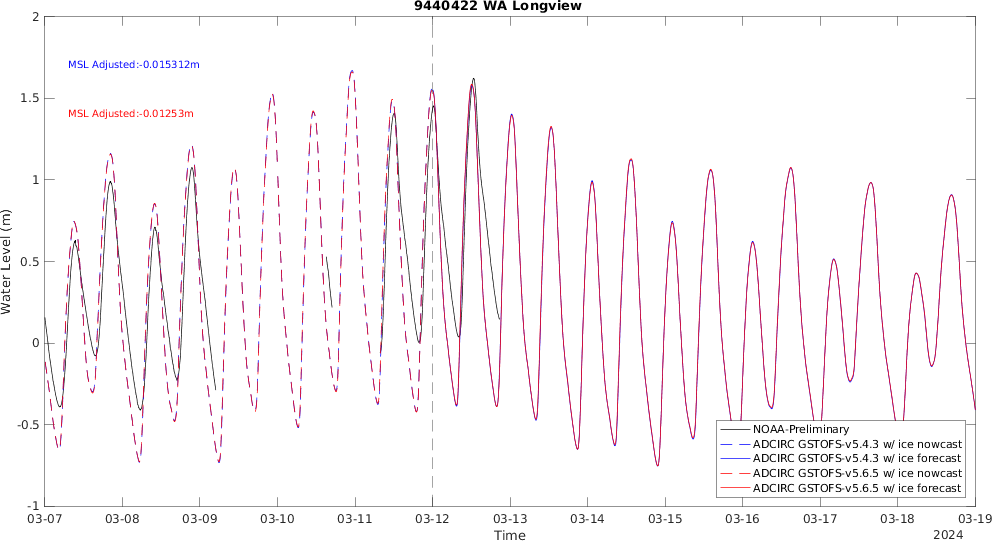 9440422 WA Longview
2
1.5
1
0.5
0
-0.5
-1
Water Level (m)
MSL Adjusted:-0.015312m
MSL Adjusted:-0.01253m
NOAA-Preliminary
ADCIRC GSTOFS-v5.4.3 w/ ice nowcast
ADCIRC GSTOFS-v5.4.3 w/ ice forecast
ADCIRC GSTOFS-v5.6.5 w/ ice nowcast
ADCIRC GSTOFS-v5.6.5 w/ ice forecast
03-07 03-08 03-09 03-10 03-11 03-12 03-13 03-14 03-15 03-16 03-17 03-18 03-19
Time
2024